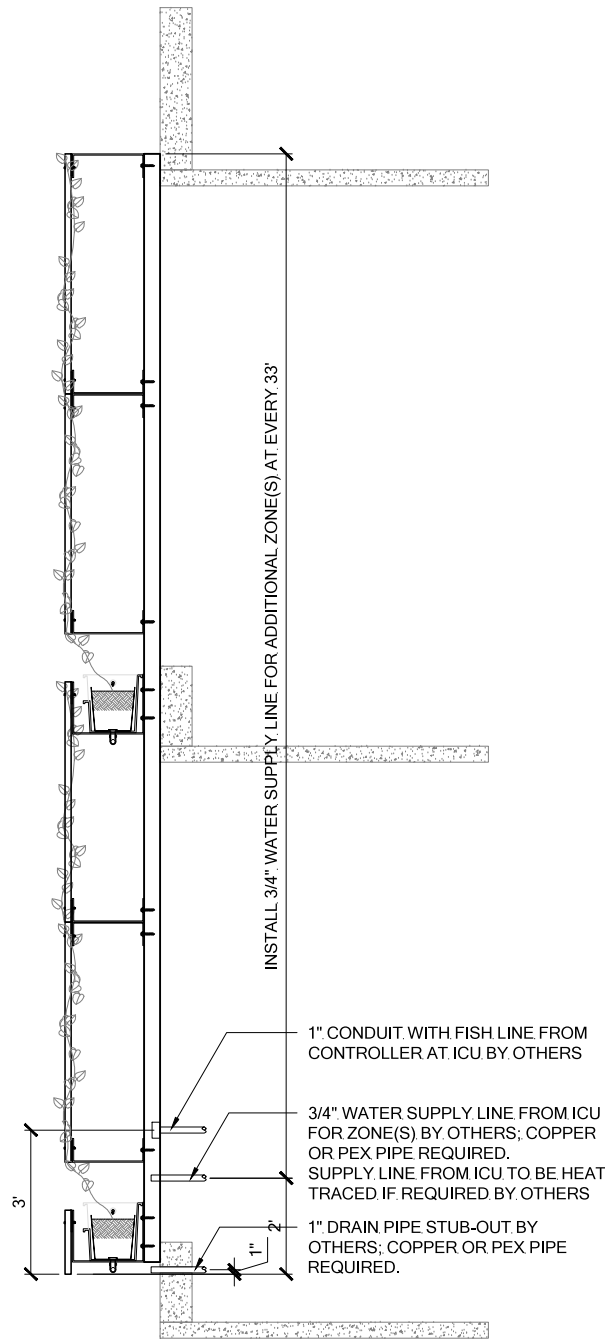 INSTALL 3/4" WATER SUPPLY LINE FOR ADDITIONAL ZONE(S) AT EVERY 33'
1" CONDUIT WITH FISH LINE FROM
CONTROLLER AT ICU BY OTHERS
3/4" WATER SUPPLY LINE FROM ICU
FOR ZONE(S) BY OTHERS; COPPER
OR PEX PIPE REQUIRED.
SUPPLY LINE FROM ICU TO BE HEAT
TRACED IF REQUIRED BY OTHERS
1" DRAIN PIPE STUB-OUT BY
OTHERS; COPPER OR PEX PIPE
REQUIRED.
3'
1"
2'